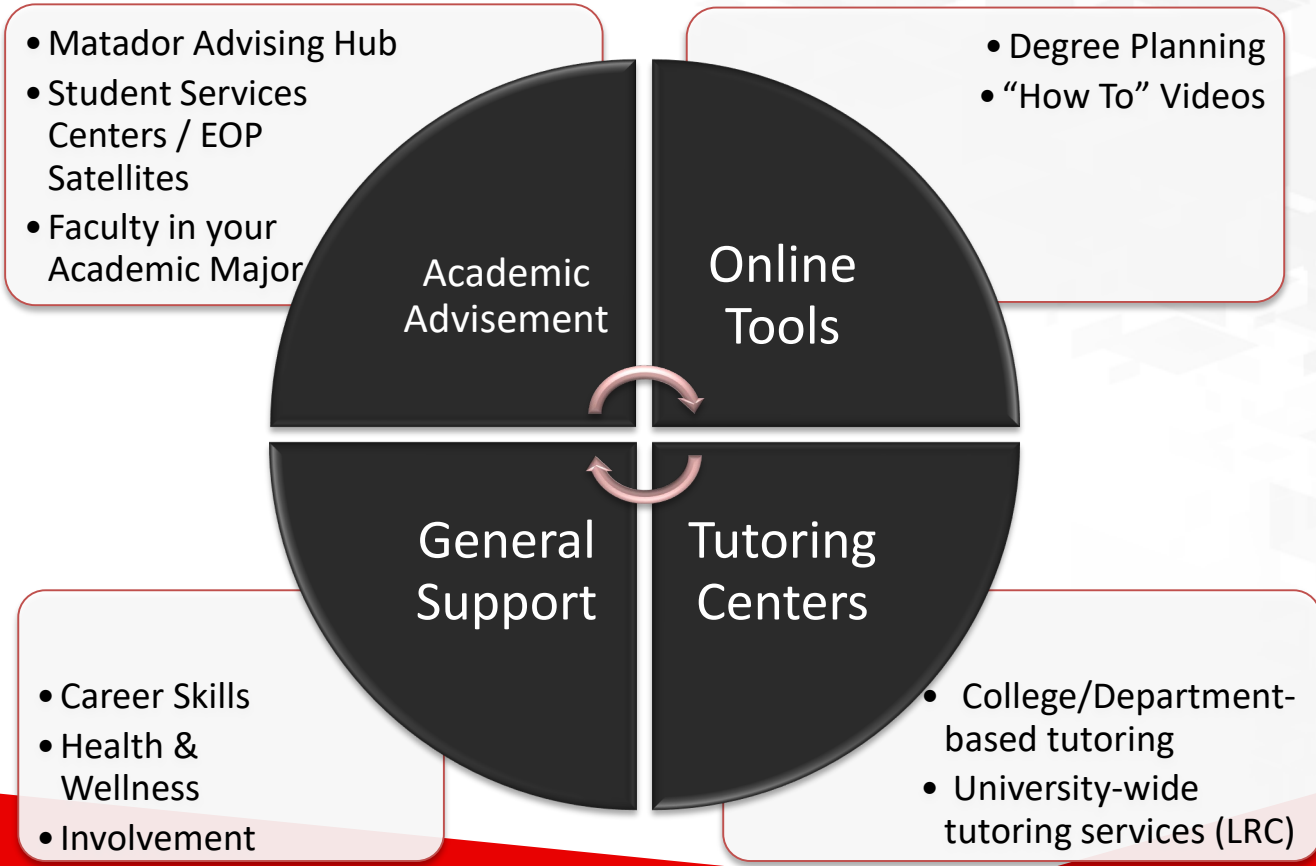 • Matador Advising Hub
• Student Services
Centers / EOP
Satellites
• Faculty in your
Academic Major
• Degree Planning
• “How To” Videos
Academic
Advisement
Online
Tools
General
Support
Tutoring
Centers
• Career Skills
• Health &
Wellness
• Involvement
• College/Department-
based tutoring
• University-wide
tutoring services (LRC)